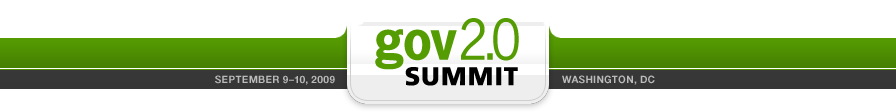 gov2.0
SUMMIT
SEPTEMBER 9–10, 2009
WASHINGTON, DC